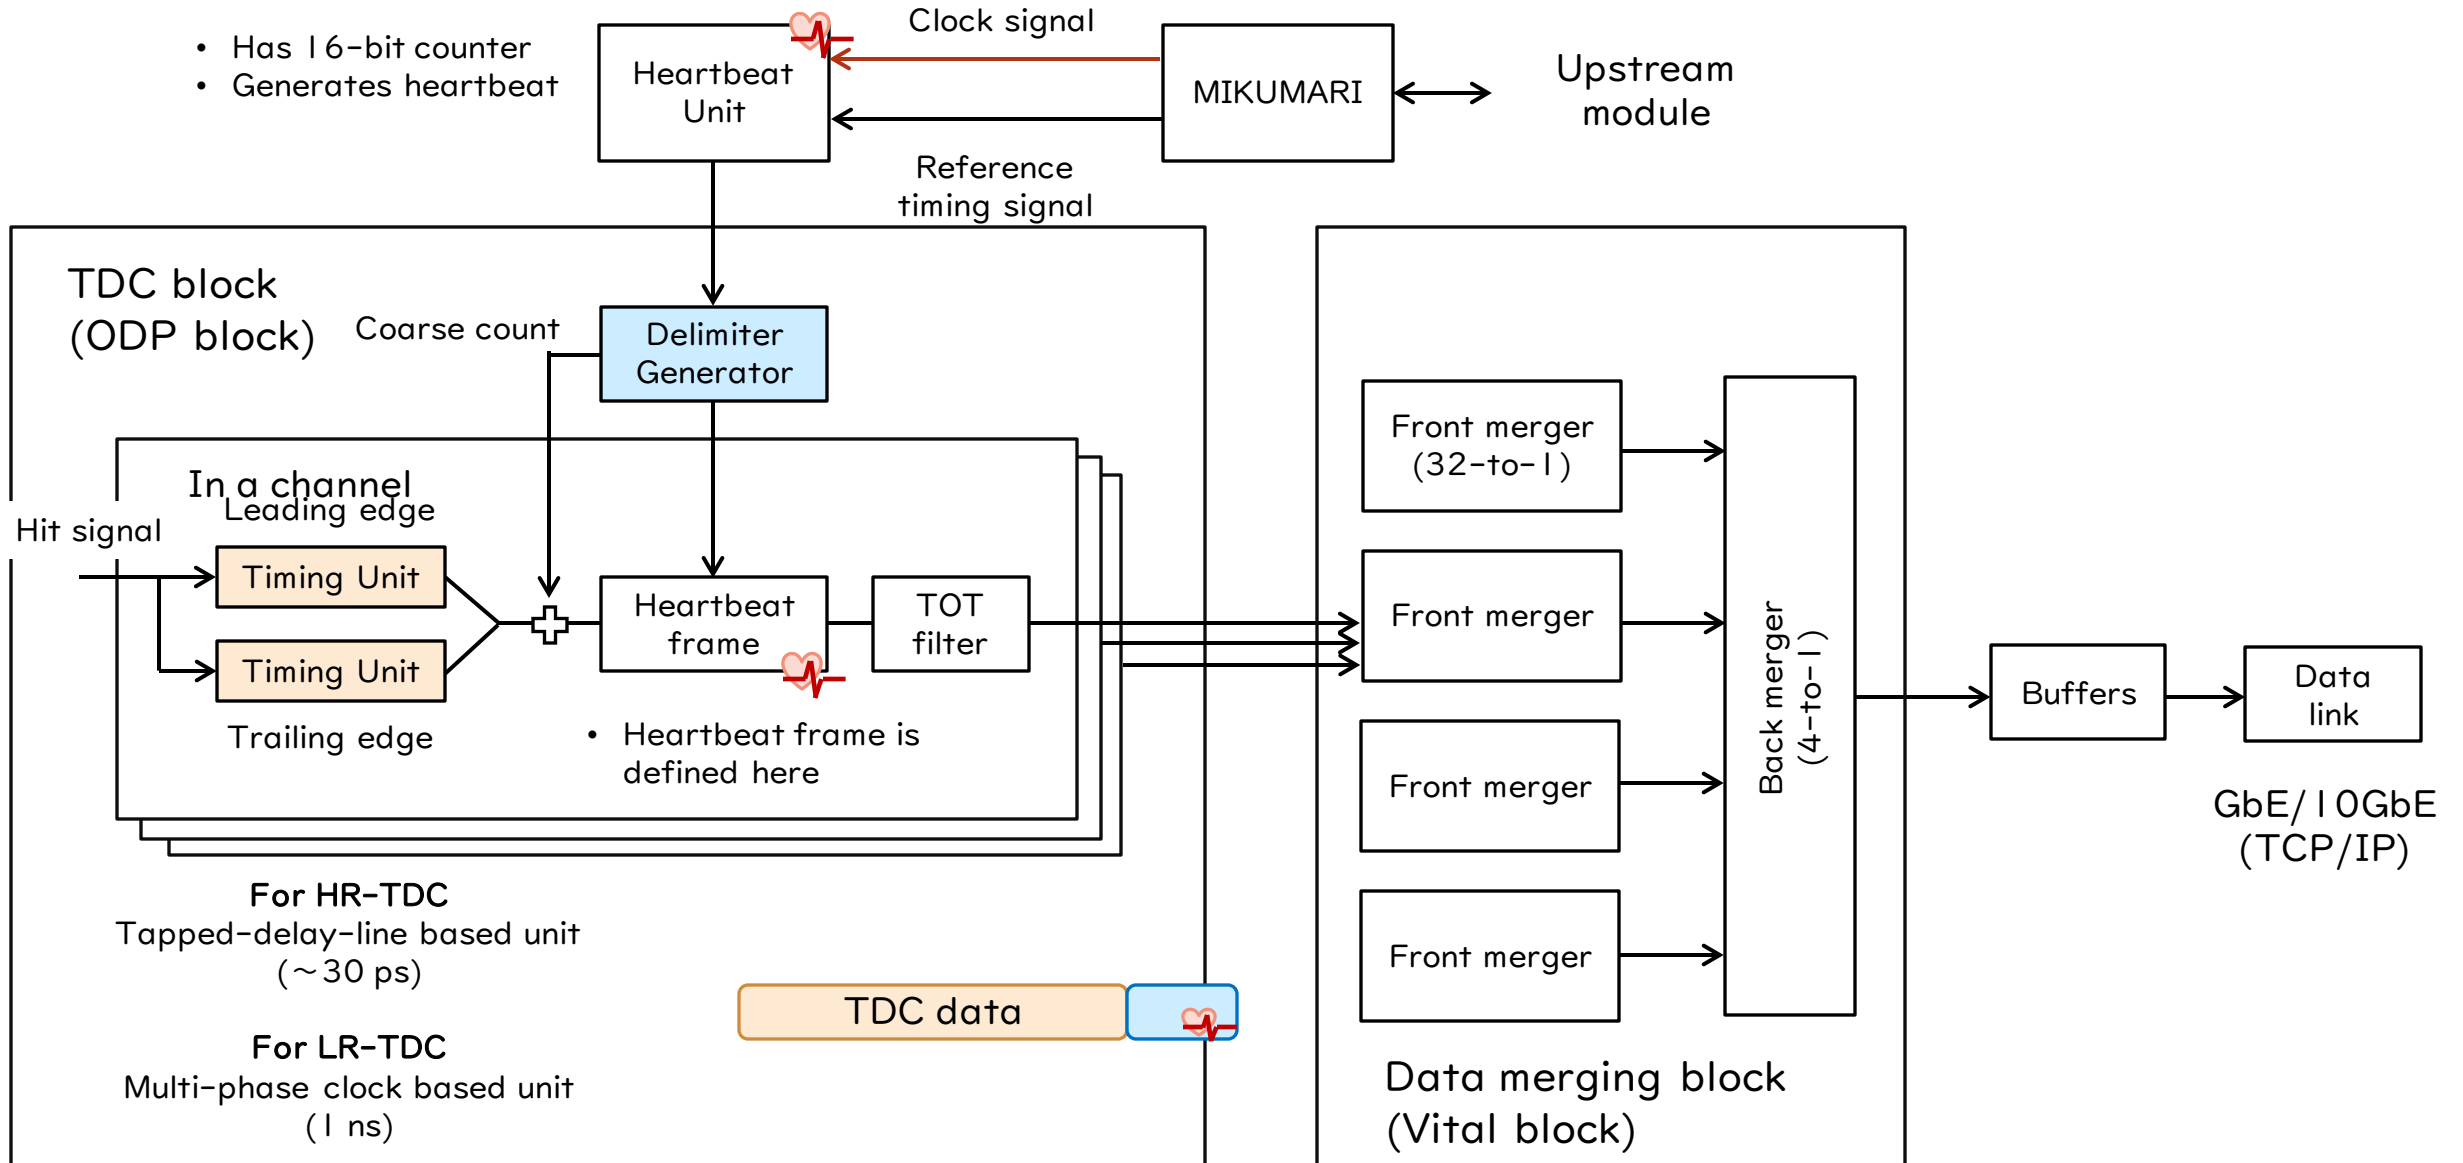 • Has 16-bit counter
• Generates heartbeat
Heartbeat
Unit
Clock signal
MIKUMARI
Upstream
module
Reference
timing signal
TDC block
(ODP block)
Coarse count
Delimiter
Generator
In a channel
Leading edge
Hit signal
Timing Unit
Timing Unit
Trailing edge
Heartbeat
frame
TOT
filter
• Heartbeat frame is
defined here
For HR-TDC
Tapped-delay-line based unit
(~30 ps)
For LR-TDC
Multi-phase clock based unit
(1 ns)
TDC data
Front merger
(32-to-1)
Front merger
Front merger
Front merger
Back merger
(4-to-1)
Data merging block
(Vital block)
Buffers
Data
link
GbE/10GbE
(TCP/IP)